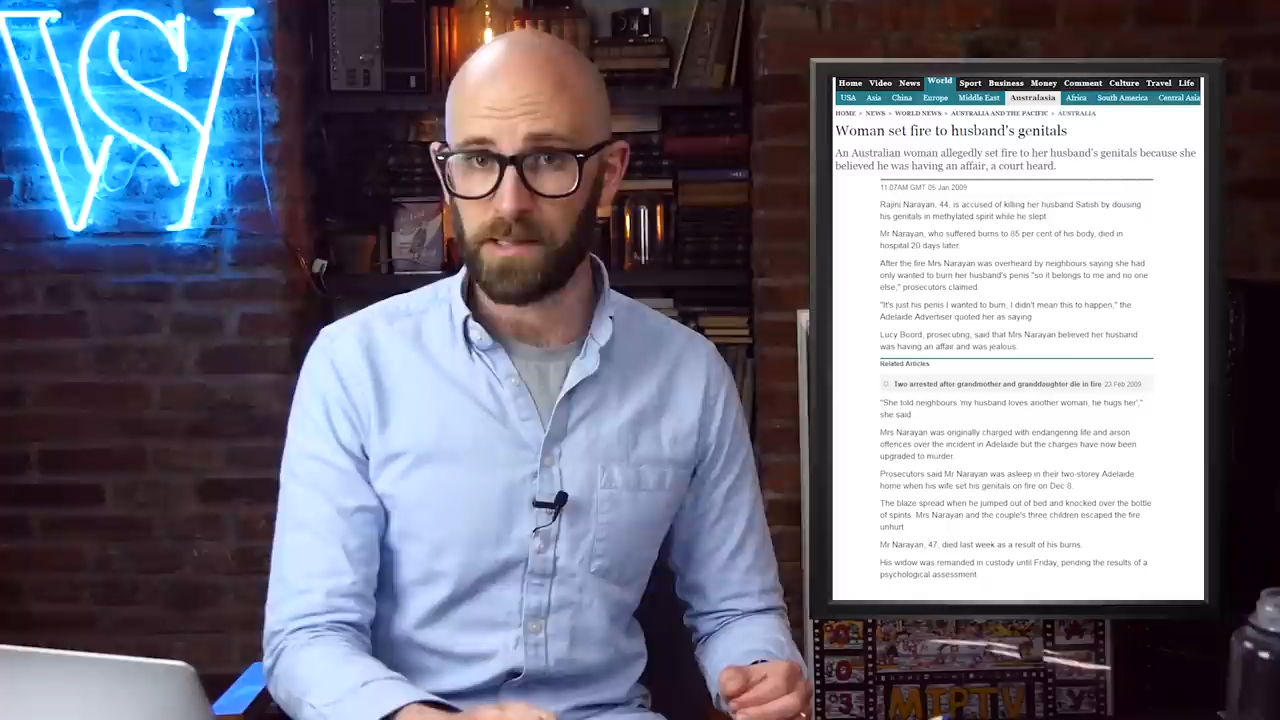 WS
Home Video News World Sport Business Money Comment Culture Travel Life
USA Asia China Europe Middle East Australasia Africa South America Central Asia
HOME » NEWS » WORLD NEWS » AUSTRALIA AND THE PACIFIC » AUSTRALIA
Woman set fire to husband's genitals
An Australian woman allegedly set fire to her husband's genitals because she
believed he was having an affair, a court heard.
11:07AM GMT 05 Jan 2009
Rajini Narayan, 44, is accused of killing her husband Satish by dousing
his genitals in methylated spirit while he slept.
Mr Narayan, who suffered burns to 85 per cent of his body, died in
hospital 20 days later.
After the fire Mrs Narayan was overheard by neighbours saying she had
only wanted to burn her husband's penis "so it belongs to me and no one
else," prosecutors claimed.
"It's just his penis I wanted to burn, I didn't mean this to happen," the
Adelaide Advertiser quoted her as saying
Lucy Boord, prosecuting, said that Mrs Narayan believed her husband
was having an affair and was jealous.
Related Articles
Two arrested after grandmother and granddaughter die in fire 23 Feb 2009
"She told neighbours 'my husband loves another woman, he hugs her',"
she said
Mrs Narayan was originally charged with endangering life and arson
offences over the incident in Adelaide but the charges have now been
upgraded to murder.
Prosecutors said Mr Narayan was asleep in their two-storey Adelaide
home when his wife set his genitals on fire on Dec 8.
The blaze spread when he jumped out of bed and knocked over the bottle
of spirits. Mrs Narayan and the couple's three children escaped the fire
unhurt
Mr Narayan, 47, died last week as a result of his burns.
His widow was remanded in custody until Friday, pending the results of a
psychological assessment
MIPTV